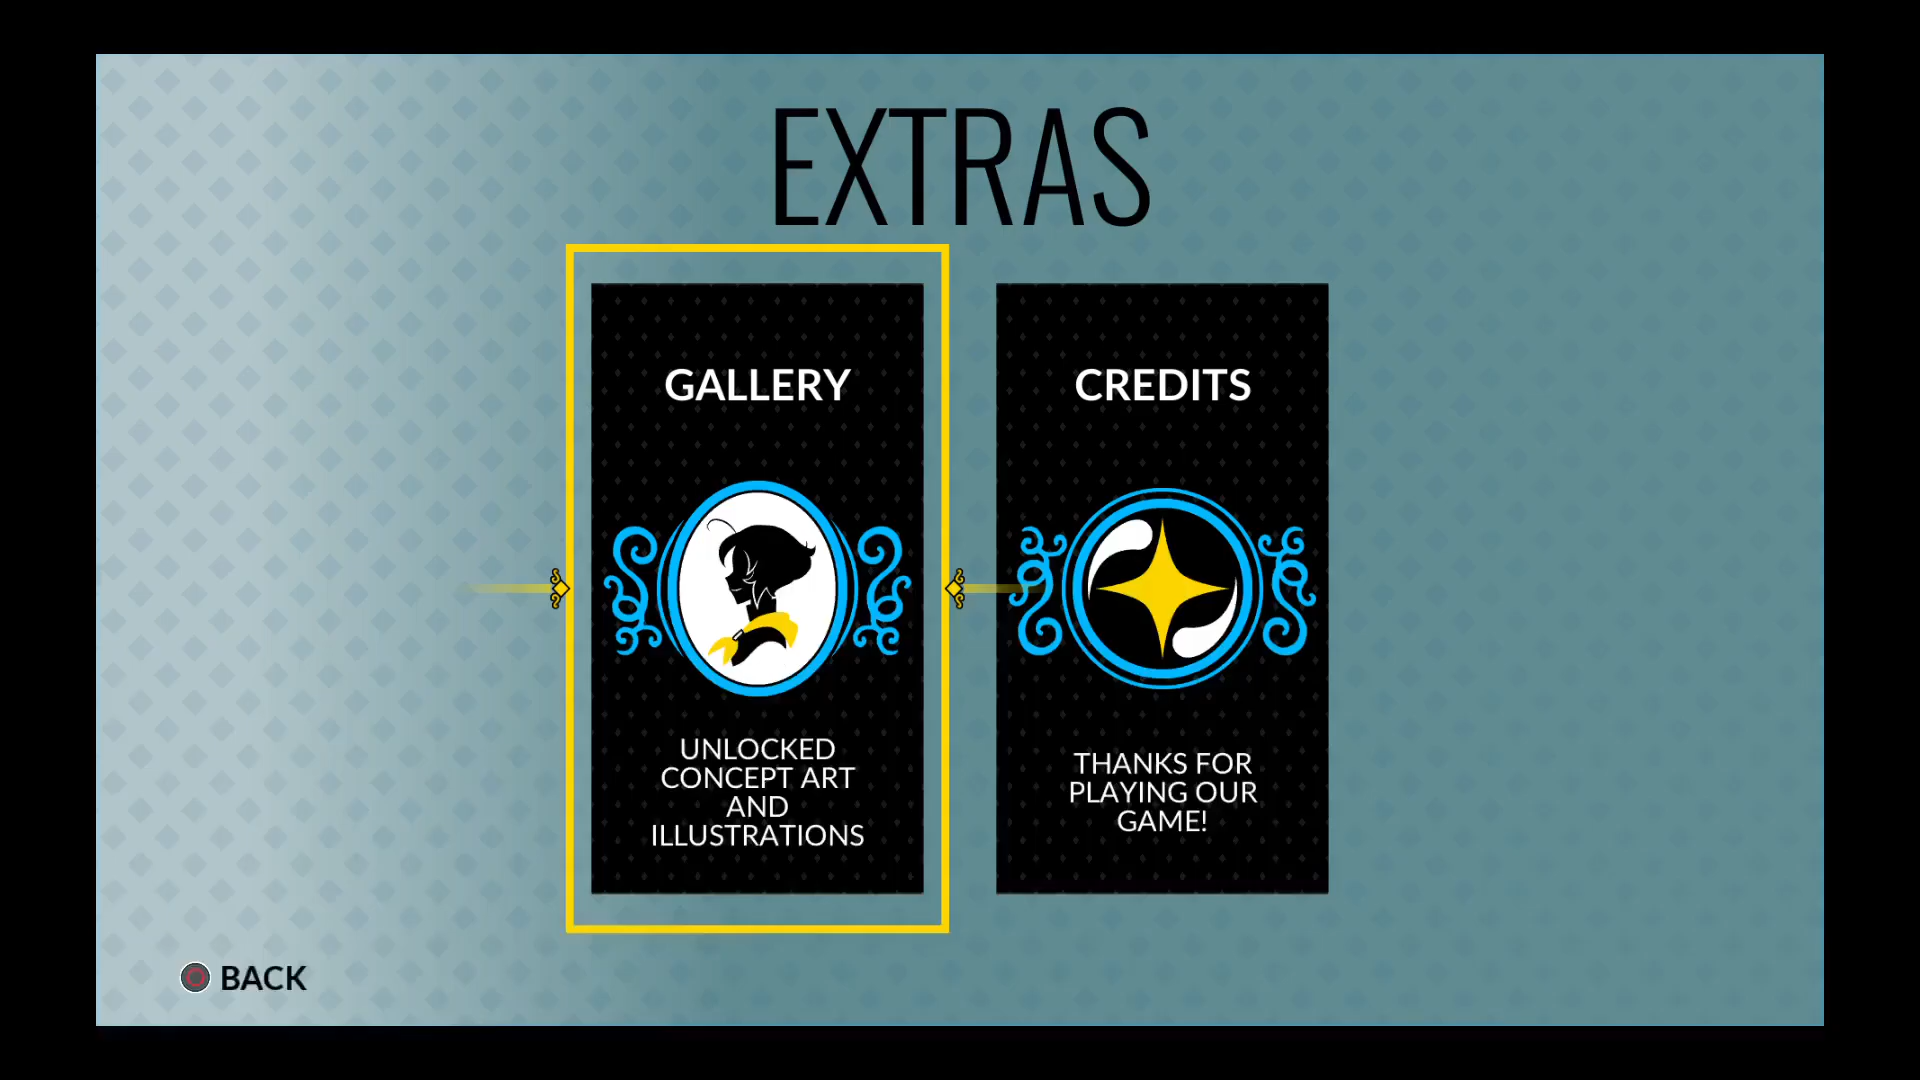 EXTRAS
GALLERY
UNLOCKED
CONCEPT ART
AND
ILLUSTRATIONS
CREDITS
THANKS FOR
PLAYING OUR
GAME!
BACK